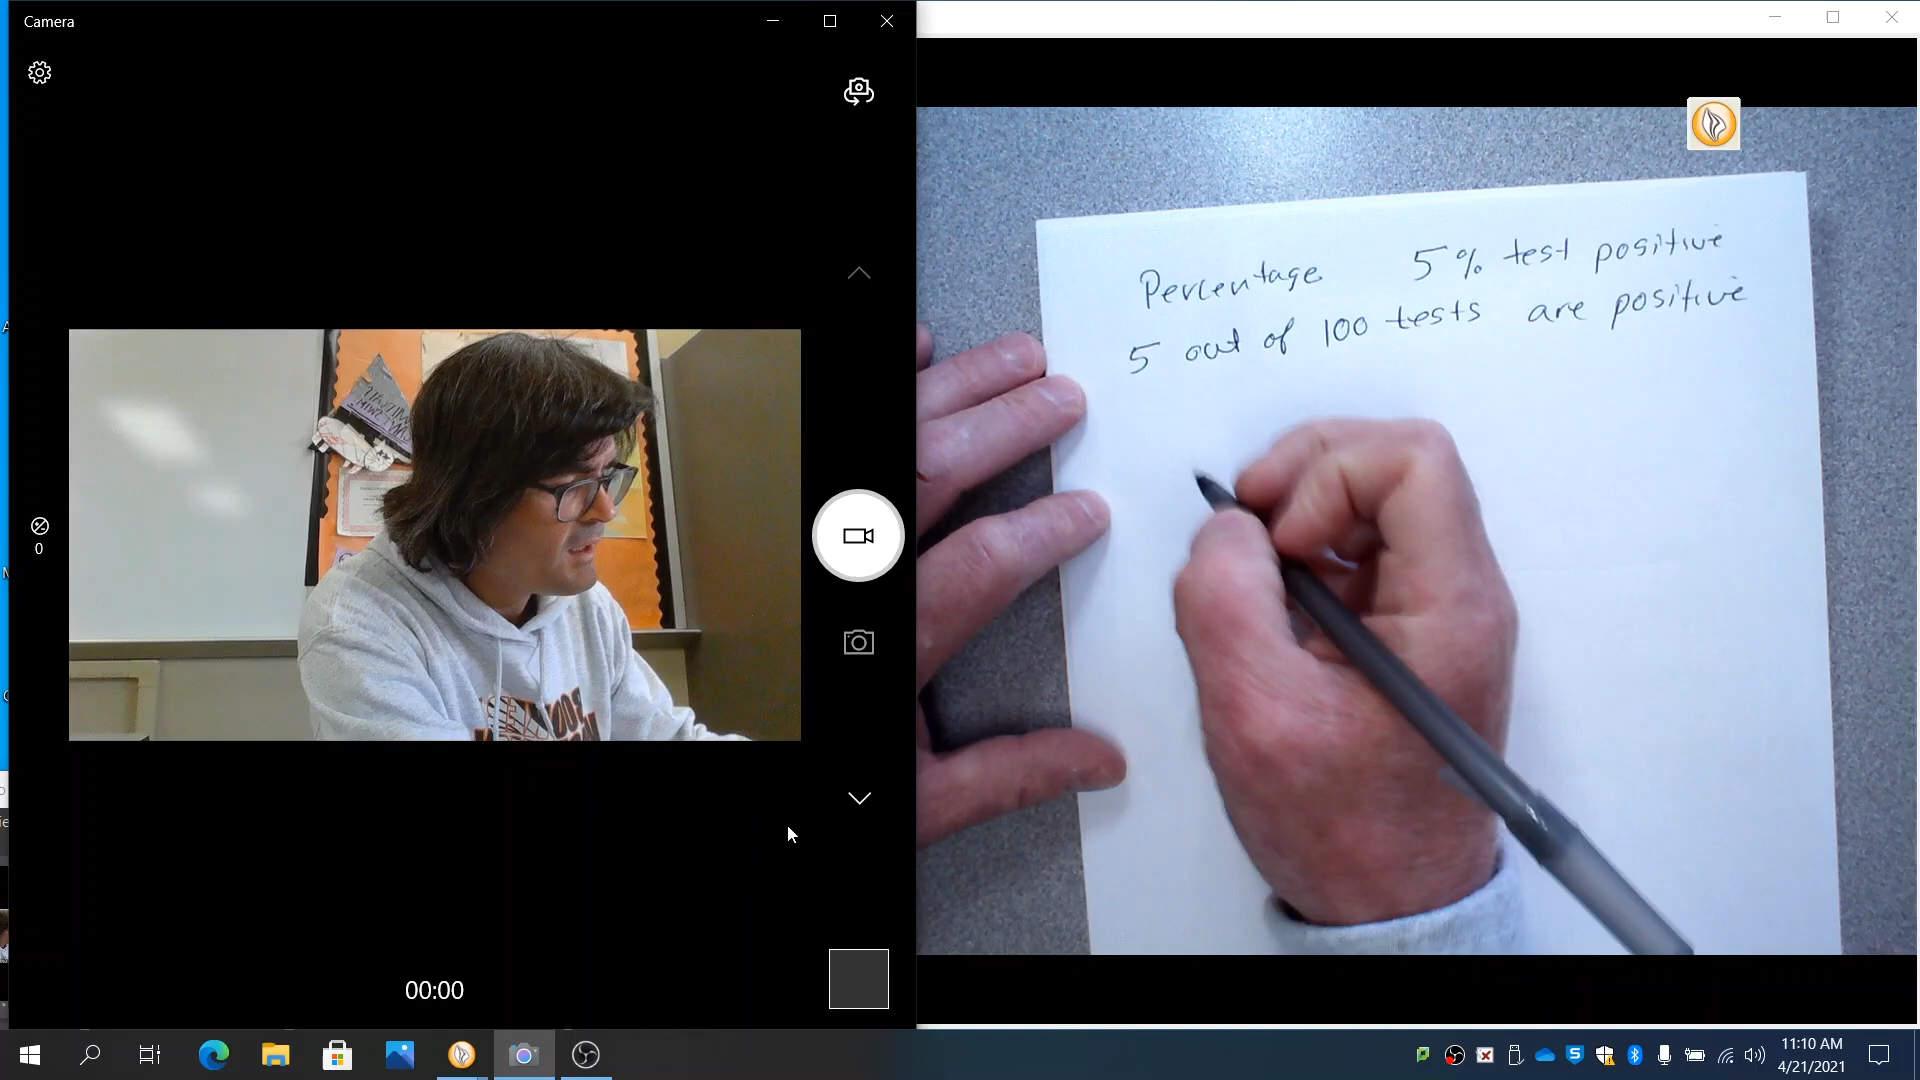 Camera
0
00:00
Percentage 5% test positive
5 out of 100 tests are positive
11:10 AM
4/21/2021